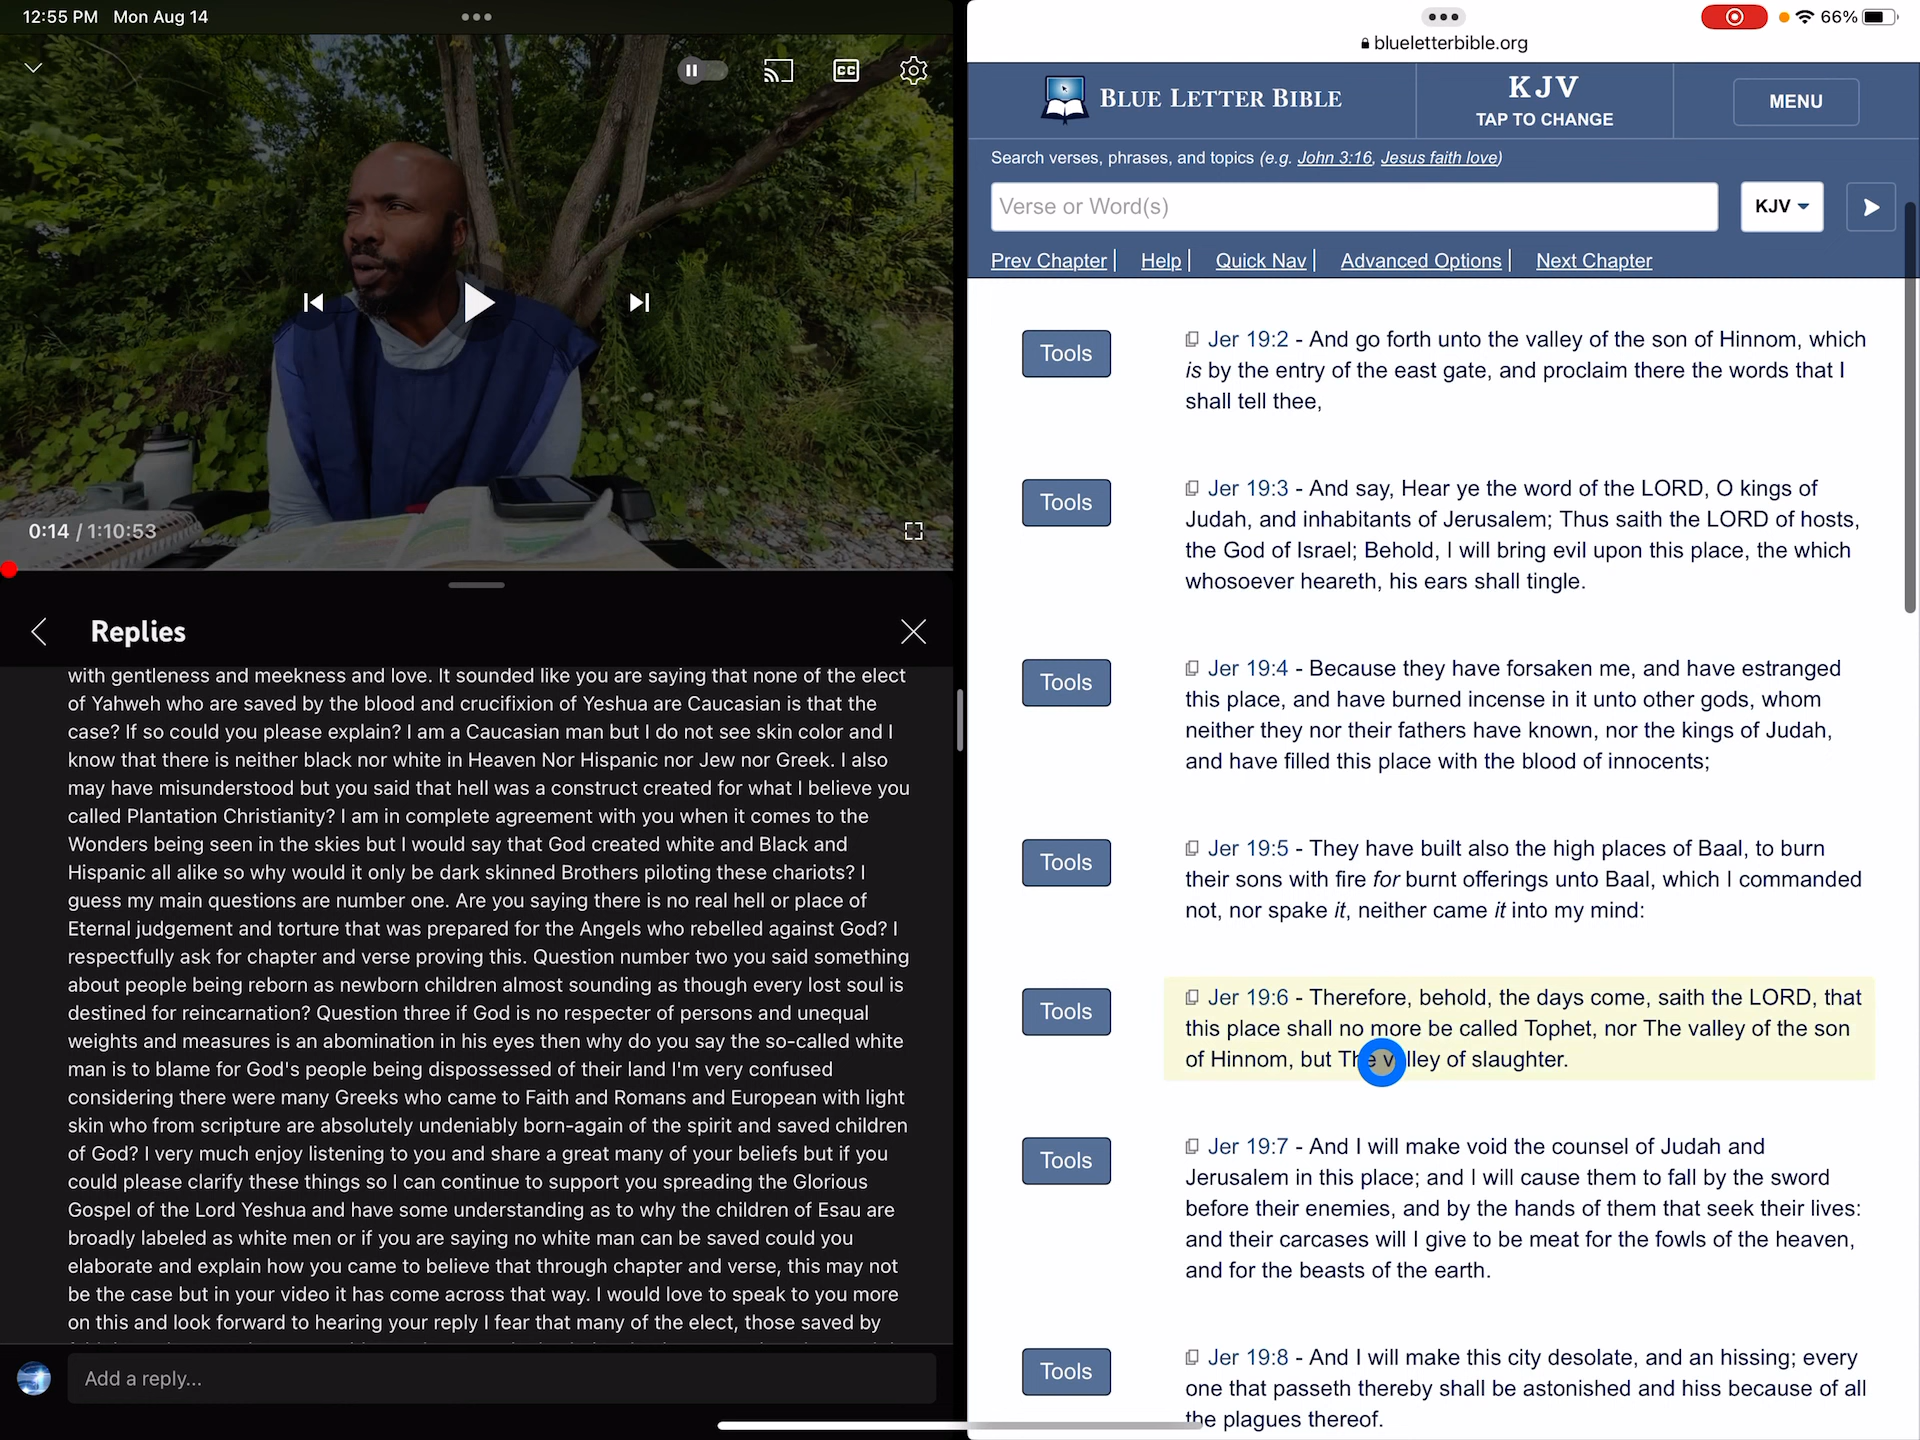 12:55 PM Mon Aug 14
CC
0:14 / 1:10:53
Replies
with gentleness and meekness and love. It sounded like you are saying that none of the elect
of Yahweh who are saved by the blood and crucifixion of Yeshua are Caucasian is that the
case? If so could you please explain? I am a Caucasian man but I do not see skin color and I
know that there is neither black nor white in Heaven Nor Hispanic nor Jew nor Greek. I also
may have misunderstood but you said that hell was a construct created for what I believe you
called Plantation Christianity? I am in complete agreement with you when it comes to the
Wonders being seen in the skies but I would say that God created white and Black and
Hispanic all alike so why would it only be dark skinned Brothers piloting these chariots? I
guess my main questions are number one. Are you saying there is no real hell or place of
Eternal judgement and torture that was prepared for the Angels who rebelled against God? I
respectfully ask for chapter and verse proving this. Question number two you said something
about people being reborn as newborn children almost sounding as though every lost soul is
destined for reincarnation? Question three if God is no respecter of persons and unequal
weights and measures is an abomination in his eyes then why do you say the so-called white
man is to blame for God's people being dispossessed of their land I'm very confused
considering there were many Greeks who came to Faith and Romans and European with light
skin who from scripture are absolutely undeniably born-again of the spirit and saved children
of God? I very much enjoy listening to you and share a great many of your beliefs but if you
could please clarify these things so I can continue to support you spreading the Glorious
Gospel of the Lord Yeshua and have some understanding as to why the children of Esau are
broadly labeled as white men or if you are saying no white man can be saved could you
elaborate and explain how you came to believe that through chapter and verse, this may not
be the case but in your video it has come across that way. I would love to speak to you more
on this and look forward to hearing your reply I fear that many of the elect, those saved by
Add a reply...
66%
blueletterbible.org
BLUE LETTER BIBLE
KJV
TAP TO CHANGE
MENU
Search verses, phrases, and topics (e.g. John 3:16, Jesus faith love)
Verse or Word(s)
KJV
Prev Chapter | Help | Quick Nav | Advanced Options | Next Chapter
Tools
Jer 19:2 - And go forth unto the valley of the son of Hinnom, which
is by the entry of the east gate, and proclaim there the words that I
shall tell thee,
Tools
Jer 19:3 - And say, Hear ye the word of the LORD, O kings of
Judah, and inhabitants of Jerusalem; Thus saith the LORD of hosts,
the God of Israel; Behold, I will bring evil upon this place, the which
whosoever heareth, his ears shall tingle.
Tools
Jer 19:4 - Because they have forsaken me, and have estranged
this place, and have burned incense in it unto other gods, whom
neither they nor their fathers have known, nor the kings of Judah,
and have filled this place with the blood of innocents;
Tools
Jer 19:5 - They have built also the high places of Baal, to burn
their sons with fire for burnt offerings unto Baal, which I commanded
not, nor spake it, neither came it into my mind:
Tools
Jer 19:6 - Therefore, behold, the days come, saith the LORD, that
this place shall no more be called Tophet, nor The valley of the son
of Hinnom, but The valley of slaughter.
Tools
Jer 19:7 - And I will make void the counsel of Judah and
Jerusalem in this place; and I will cause them to fall by the sword
before their enemies, and by the hands of them that seek their lives:
and their carcases will I give to be meat for the fowls of the heaven,
and for the beasts of the earth.
Tools
Jer 19:8 - And I will make this city desolate, and an hissing; every
one that passeth thereby shall be astonished and hiss because of all
the plagues thereof.